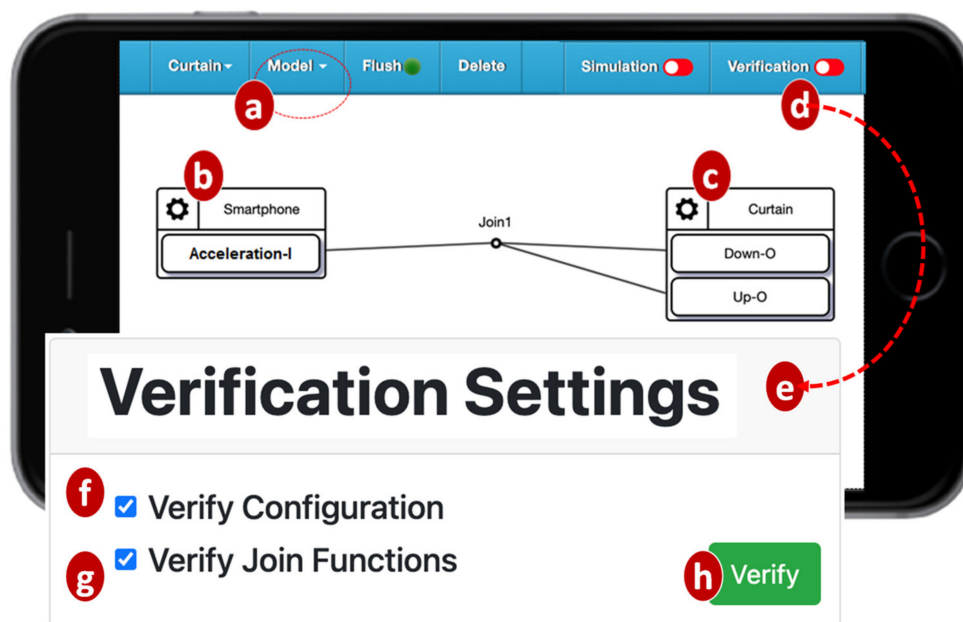 Curtain Model Flush Delete Simulation Verification
a
d
b
c
Smartphone
Join1
Curtain
Acceleration-I
Down-O
Up-O
Verification Settings
e
f
Verify Configuration
g
Verify Join Functions
h
Verify